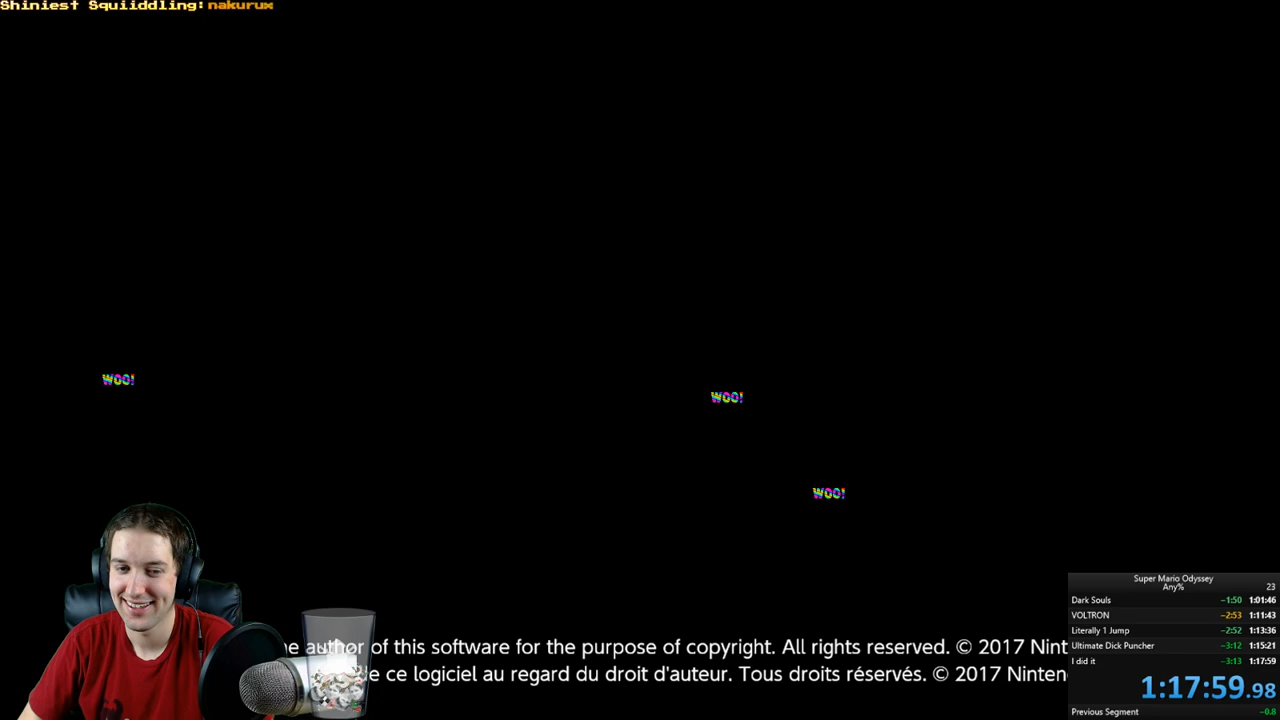 Shiniest Squiiddling: nakurux
WOO!
WOO!
WOO!
author of this software for the purpose of copyright. All rights reserved. © 2017
ce logiciel au regard du droit d'auteur. Tous droits réservés. © 2017
Super Mario Odyssey
Any% 23
Dark Souls -1:50 1:01:46
VOLTRON -2:53 1:11:43
Literally 1 Jump -2:52 1:13:36
Ultimate Dick Puncher -3:12 1:15:21
I did it -3:13 1:17:59
1:17:59.98
Previous Segment -0.8